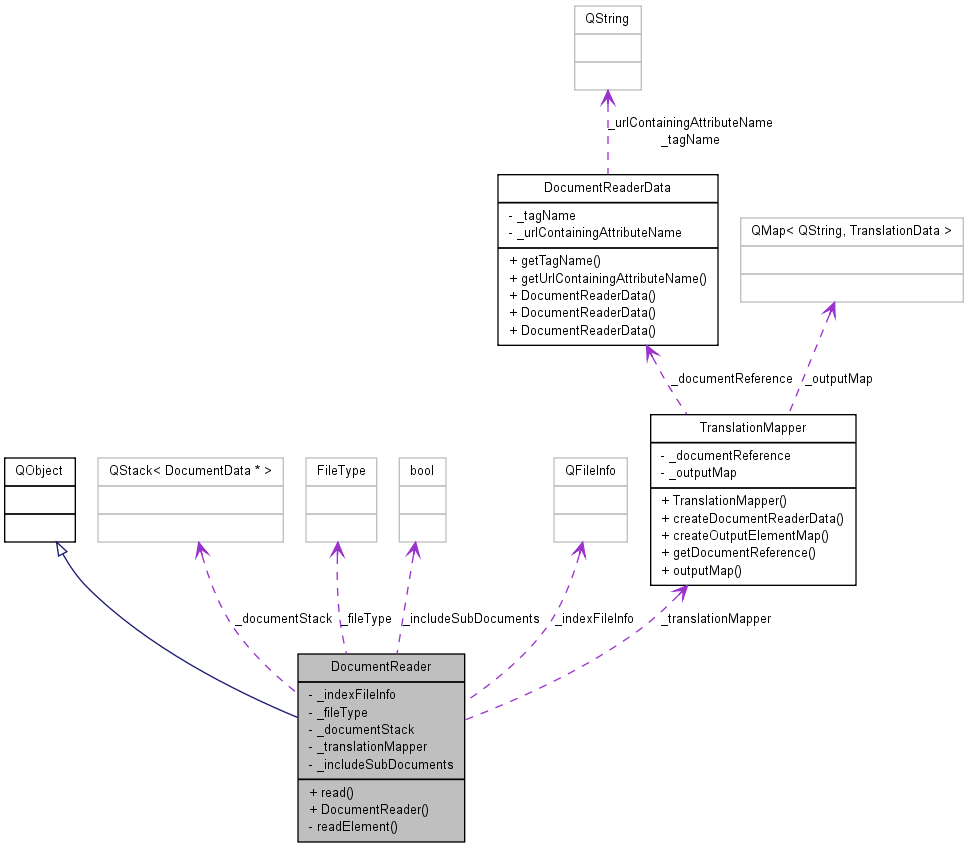 QString
_urlContainingAttributeName
_tagName
DocumentReaderData
- _tagName
- _urlContainingAttributeName
+ getTagName()
+ getUrlContainingAttributeName()
+ DocumentReaderData()
+ DocumentReaderData()
+ DocumentReaderData()
QMap< QString, TranslationData >
_documentReference
_outputMap
TranslationMapper
- _documentReference
- _outputMap
+ TranslationMapper()
+ createDocumentReaderData()
+ createOutputElementMap()
+ getDocumentReference()
+ outputMap()
QObject
QStack< DocumentData * >
FileType
bool
QFileInfo
_documentStack
_fileType
_includeSubDocuments
_indexFileInfo
_translationMapper
DocumentReader
- _indexFileInfo
- _fileType
- _documentStack
- _translationMapper
- _includeSubDocuments
+ read()
+ DocumentReader()
- readElement()